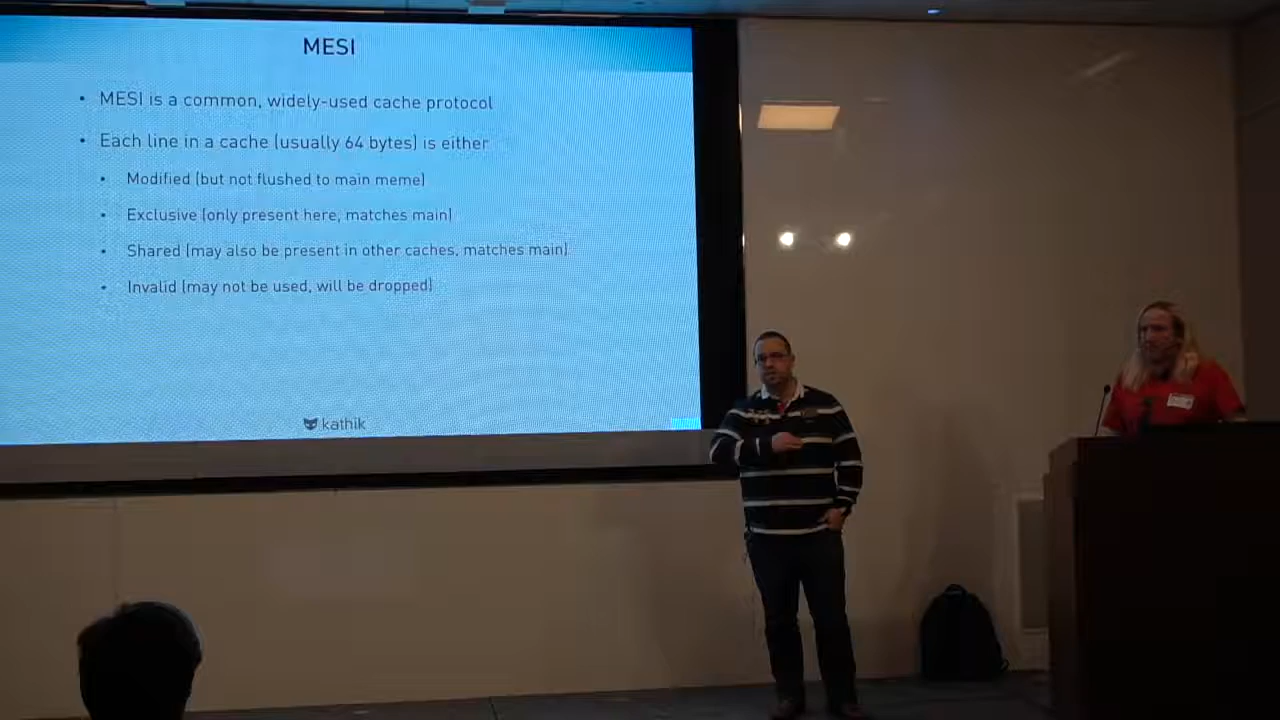 MESI
• MESI is a common, widely-used cache protocol
• Each line in a cache (usually 64 bytes) is either
• Modified (but not flushed to main meme)
• Exclusive (only present here, matches main)
• Shared (may also be present in other caches, matches main)
• Invalid (may not be used, will be dropped)
kathik